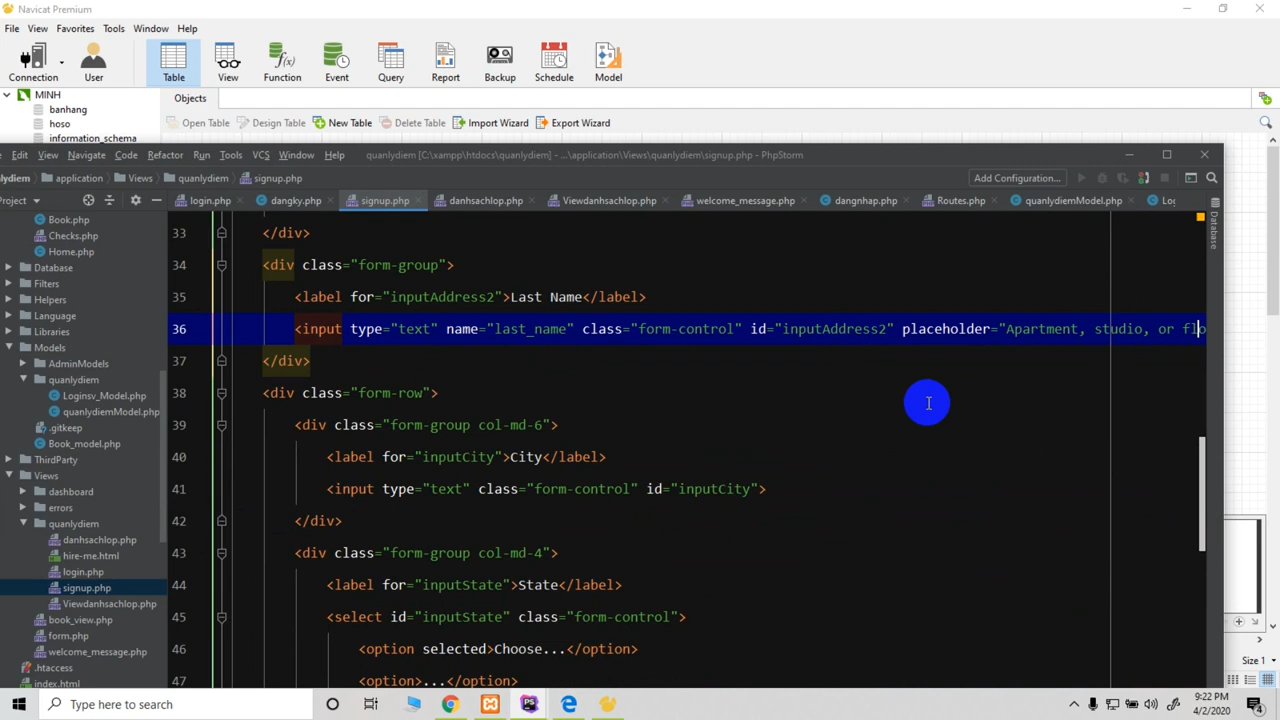 Navicat Premium
File View Favorites Tools Window Help
Connection User Table View Function Event Query Report Backup Schedule Model
MINH
Objects
banhang
hoso
Open Table Design Table New Table Delete Table Import Wizard Export Wizard
information_schema
Edit View Navigate Code Refactor Run Tools VCS Window Help quanlydiem [C:\xampp\htdocs\quanlydiem] - ...\application\Views\quanlydiem\signup.php - PhpStorm
lydiem application Views quanlydiem signup.php Add Configuration...
Project login.php dangky.php signup.php danhsachlop.php Viewdanhsachlop.php welcome_message.php dangnhap.php Routes.php quanlydiemModel.php Log
Database
Book.php
Checks.php
Home.php
Database
Filters
Helpers
Language
Libraries
Models
AdminModels
quanlydiem
Loginsv_Model.php
quanlydiemModel.php
.gitkeep
Book_model.php
ThirdParty
Views
dashboard
errors
quanlydiem
danhsachlop.php
hire-me.html
login.php
signup.php
Viewdanhsachlop.php
book_view.php
form.php
welcome_message.php
.htaccess
index.html
33 </div>
34 <div class="form-group">
35 <label for="inputAddress2">Last Name</label>
36 <input type="text" name="last_name" class="form-control" id="inputAddress2" placeholder="Apartment, studio, or flo
37 </div>
38 <div class="form-row">
39 <div class="form-group col-md-6">
40 <label for="inputCity">City</label>
41 <input type="text" class="form-control" id="inputCity">
42 </div>
43 <div class="form-group col-md-4">
44 <label for="inputState">State</label>
45 <select id="inputState" class="form-control">
46 <option selected>Choose...</option>
47 <option>...</option>
Size 1
Type here to search
PS
9:22 PM
4/2/2020
4